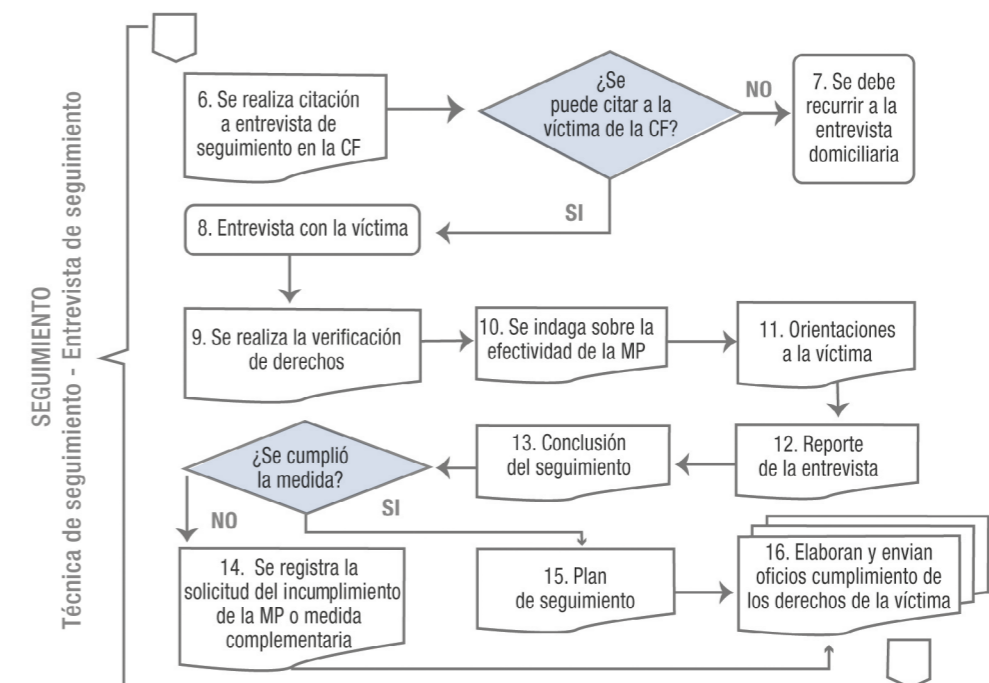 SEGUIMIENTO
Técnica de seguimiento - Entrevista de seguimiento
6. Se realiza citación
a entrevista de
seguimiento en la CF
¿Se
puede citar a la
víctima de la CF?
NO
7. Se debe
recurrir a la
entrevista
domiciliaria
SI
8. Entrevista con la víctima
9. Se realiza la verificación
de derechos
10. Se indaga sobre la
efectividad de la MP
11. Orientaciones
a la víctima
12. Reporte
de la entrevista
13. Conclusión
del seguimiento
¿Se cumplió
la medida?
NO
SI
14. Se registra la
solicitud del incumplimiento
de la MP o medida
complementaria
15. Plan
de seguimiento
16. Elaboran y envian
oficios cumplimiento de
los derechos de la víctima